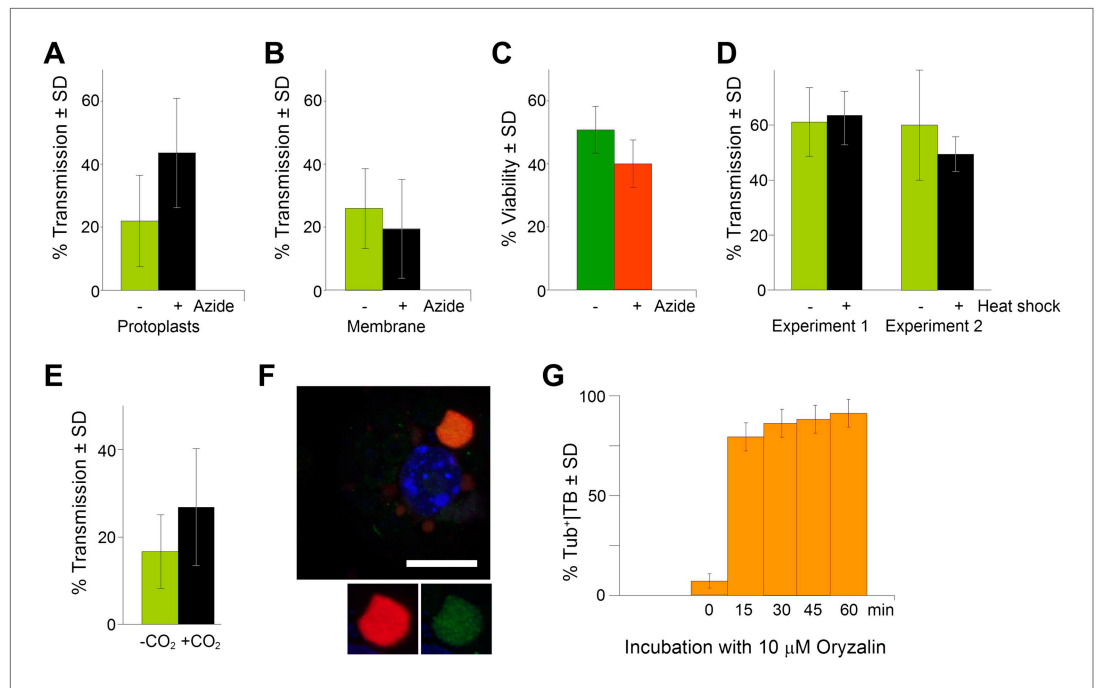 A
% Transmission ± SD
60
40
20
0
- + Azide
Protoplasts
B
% Transmission ± SD
60
40
20
0
- + Azide
Membrane
C
% Viability ± SD
60
40
20
0
- + Azide
D
% Transmission ± SD
60
40
20
0
- + - + Heat shock
Experiment 1 Experiment 2
E
% Transmission ± SD
40
20
0
-CO₂ +CO₂
F
G
% Tub⁺|TB ± SD
100
50
0
0 15 30 45 60 min
Incubation with 10 μM Oryzalin